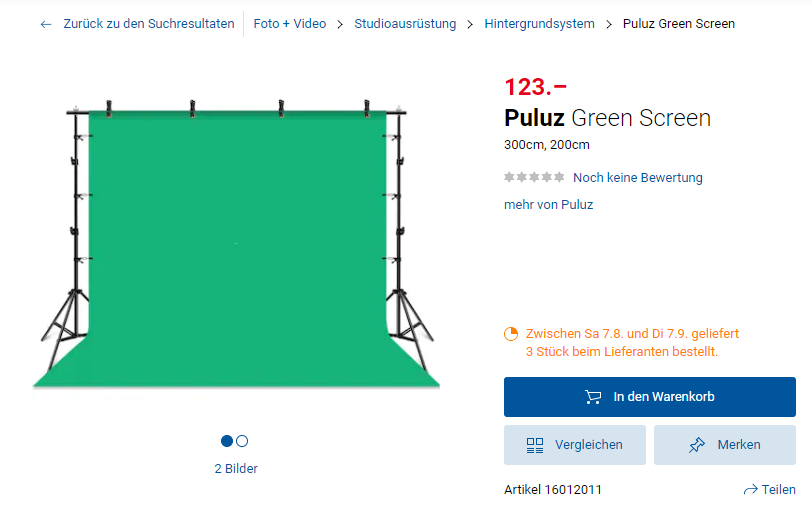 ← Zurück zu den Suchresultaten
Foto + Video > Studioausrüstung > Hintergrundsystem > Puluz Green Screen
123.–
Puluz Green Screen
300cm, 200cm
Noch keine Bewertung
mehr von Puluz
Zwischen Sa 7.8. und Di 7.9. geliefert
3 Stück beim Lieferanten bestellt.
In den Warenkorb
Vergleichen
Merken
2 Bilder
Artikel 16012011
Teilen